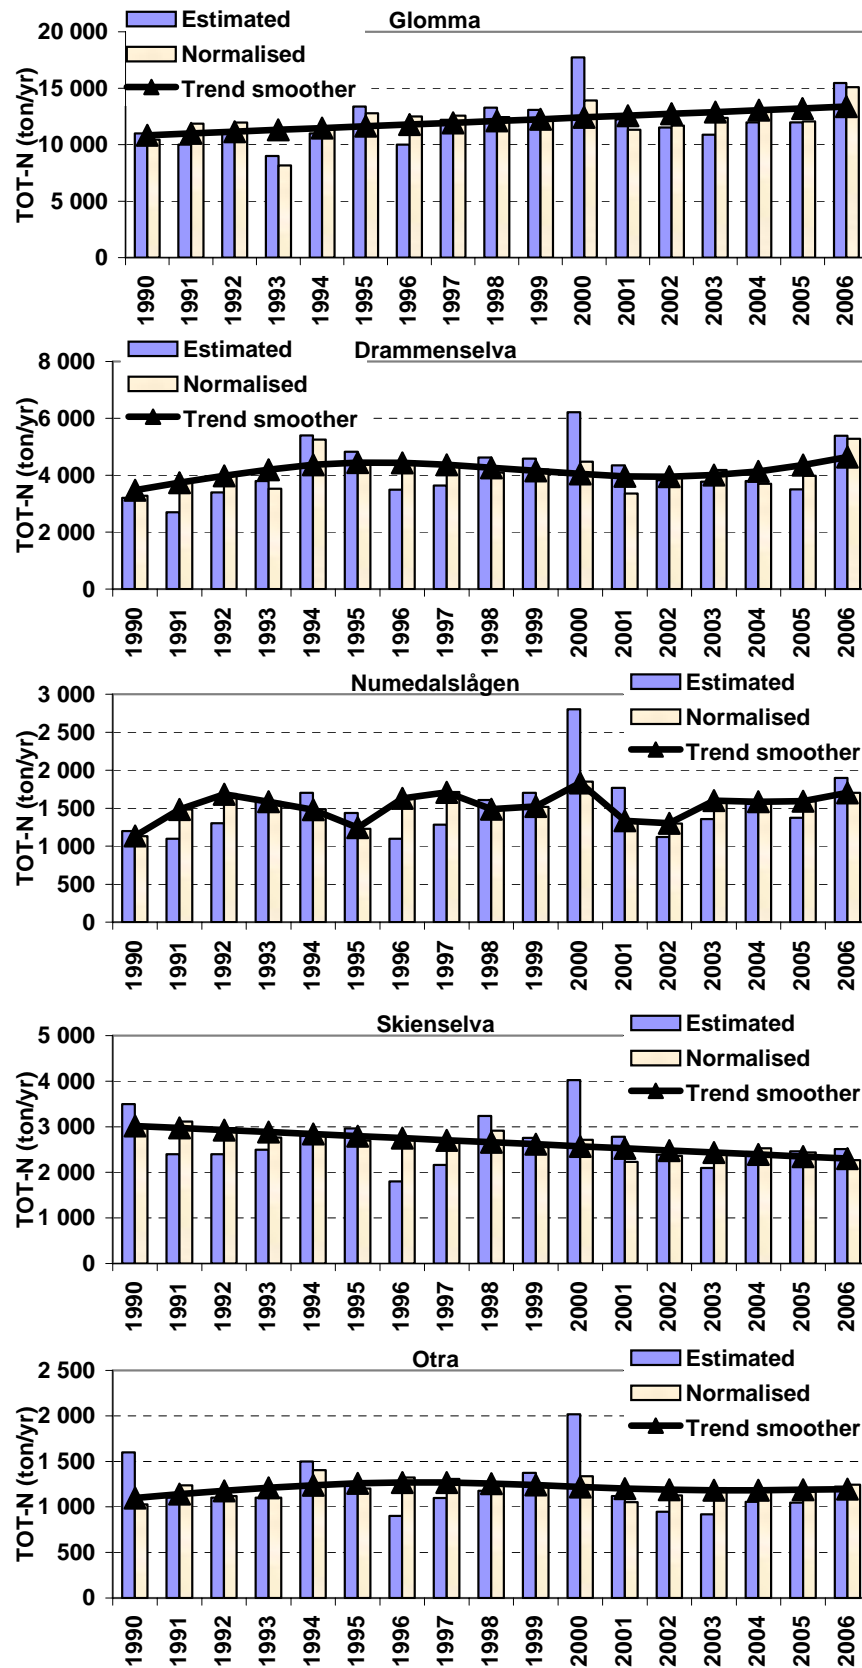 Glomma
Estimated
Normalised
Trend smoother
TOT-N (ton/yr)
20 000
15 000
10 000
5 000
0
1990 1991 1992 1993 1994 1995 1996 1997 1998 1999 2000 2001 2002 2003 2004 2005 2006
Drammenselva
Estimated
Normalised
Trend smoother
TOT-N (ton/yr)
8 000
6 000
4 000
2 000
0
1990 1991 1992 1993 1994 1995 1996 1997 1998 1999 2000 2001 2002 2003 2004 2005 2006
Numedalslågen
Estimated
Normalised
Trend smoother
TOT-N (ton/yr)
3 000
2 500
2 000
1 500
1 000
500
0
1990 1991 1992 1993 1994 1995 1996 1997 1998 1999 2000 2001 2002 2003 2004 2005 2006
Skienselva
Estimated
Normalised
Trend smoother
TOT-N (ton/yr)
5 000
4 000
3 000
2 000
1 000
0
1990 1991 1992 1993 1994 1995 1996 1997 1998 1999 2000 2001 2002 2003 2004 2005 2006
Otra
Estimated
Normalised
Trend smoother
TOT-N (ton/yr)
2 500
2 000
1 500
1 000
500
0
1990 1991 1992 1993 1994 1995 1996 1997 1998 1999 2000 2001 2002 2003 2004 2005 2006